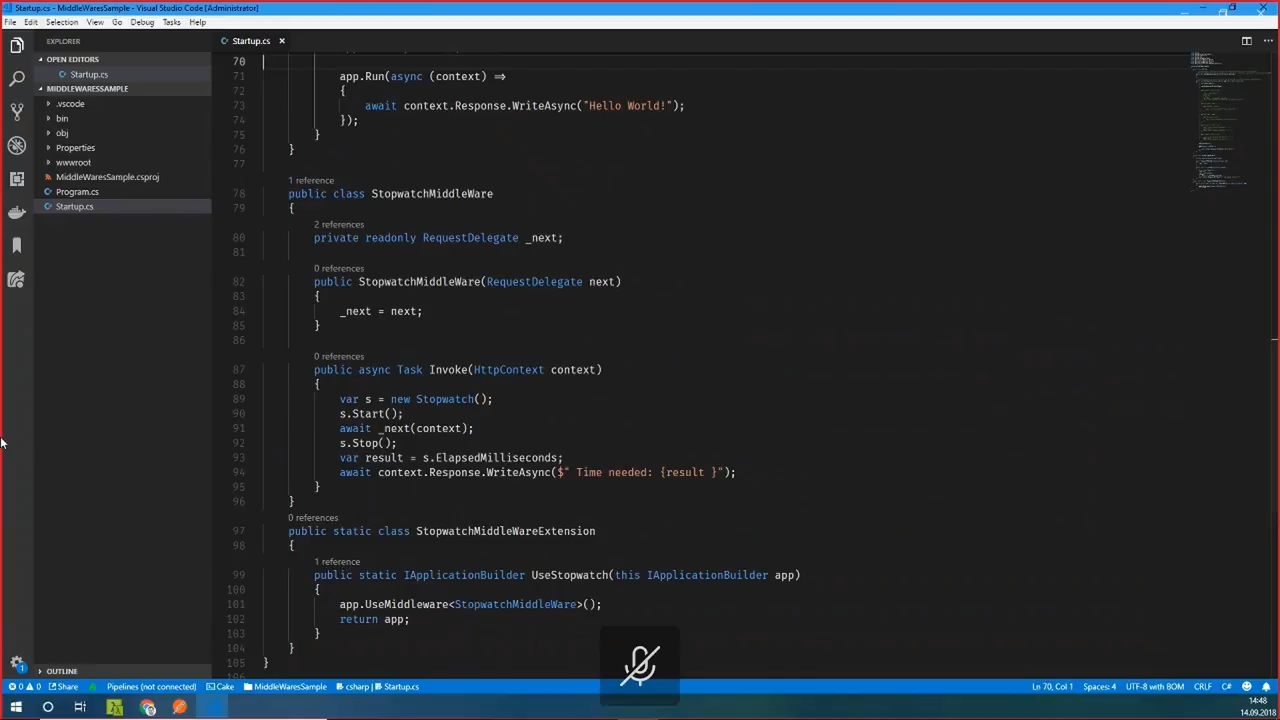 Startup.cs - MiddleWaresSample - Visual Studio Code [Administrator]
File Edit Selection View Go Debug Tasks Help
EXPLORER
Startup.cs
OPEN EDITORS
Startup.cs
MIDDLEWARESSAMPLE
.vscode
bin
obj
Properties
wwwroot
MiddleWaresSample.csproj
Program.cs
Startup.cs
OUTLINE
70
71 app.Run(async (context) =>
72 {
73 await context.Response.WriteAsync("Hello World!");
74 });
75 }
76 }
77
1 reference
78 public class StopwatchMiddleWare
79 {
2 references
80 private readonly RequestDelegate _next;
81
0 references
82 public StopwatchMiddleWare(RequestDelegate next)
83 {
84 _next = next;
85 }
86
0 references
87 public async Task Invoke(HttpContext context)
88 {
89 var s = new Stopwatch();
90 s.Start();
91 await _next(context);
92 s.Stop();
93 var result = s.ElapsedMilliseconds;
94 await context.Response.WriteAsync($" Time needed: {result }");
95 }
96 }
0 references
97 public static class StopwatchMiddleWareExtension
98 {
1 reference
99 public static IApplicationBuilder UseStopwatch(this IApplicationBuilder app)
100 {
101 app.UseMiddleware<StopwatchMiddleWare>();
102 return app;
103 }
104 }
105 }
1
0 0 Share Pipelines (not connected) Cake MiddleWaresSample csharp | Startup.cs Ln 70, Col 1 Spaces: 4 UTF-8 with BOM CRLF C#
14:48
14.09.2018